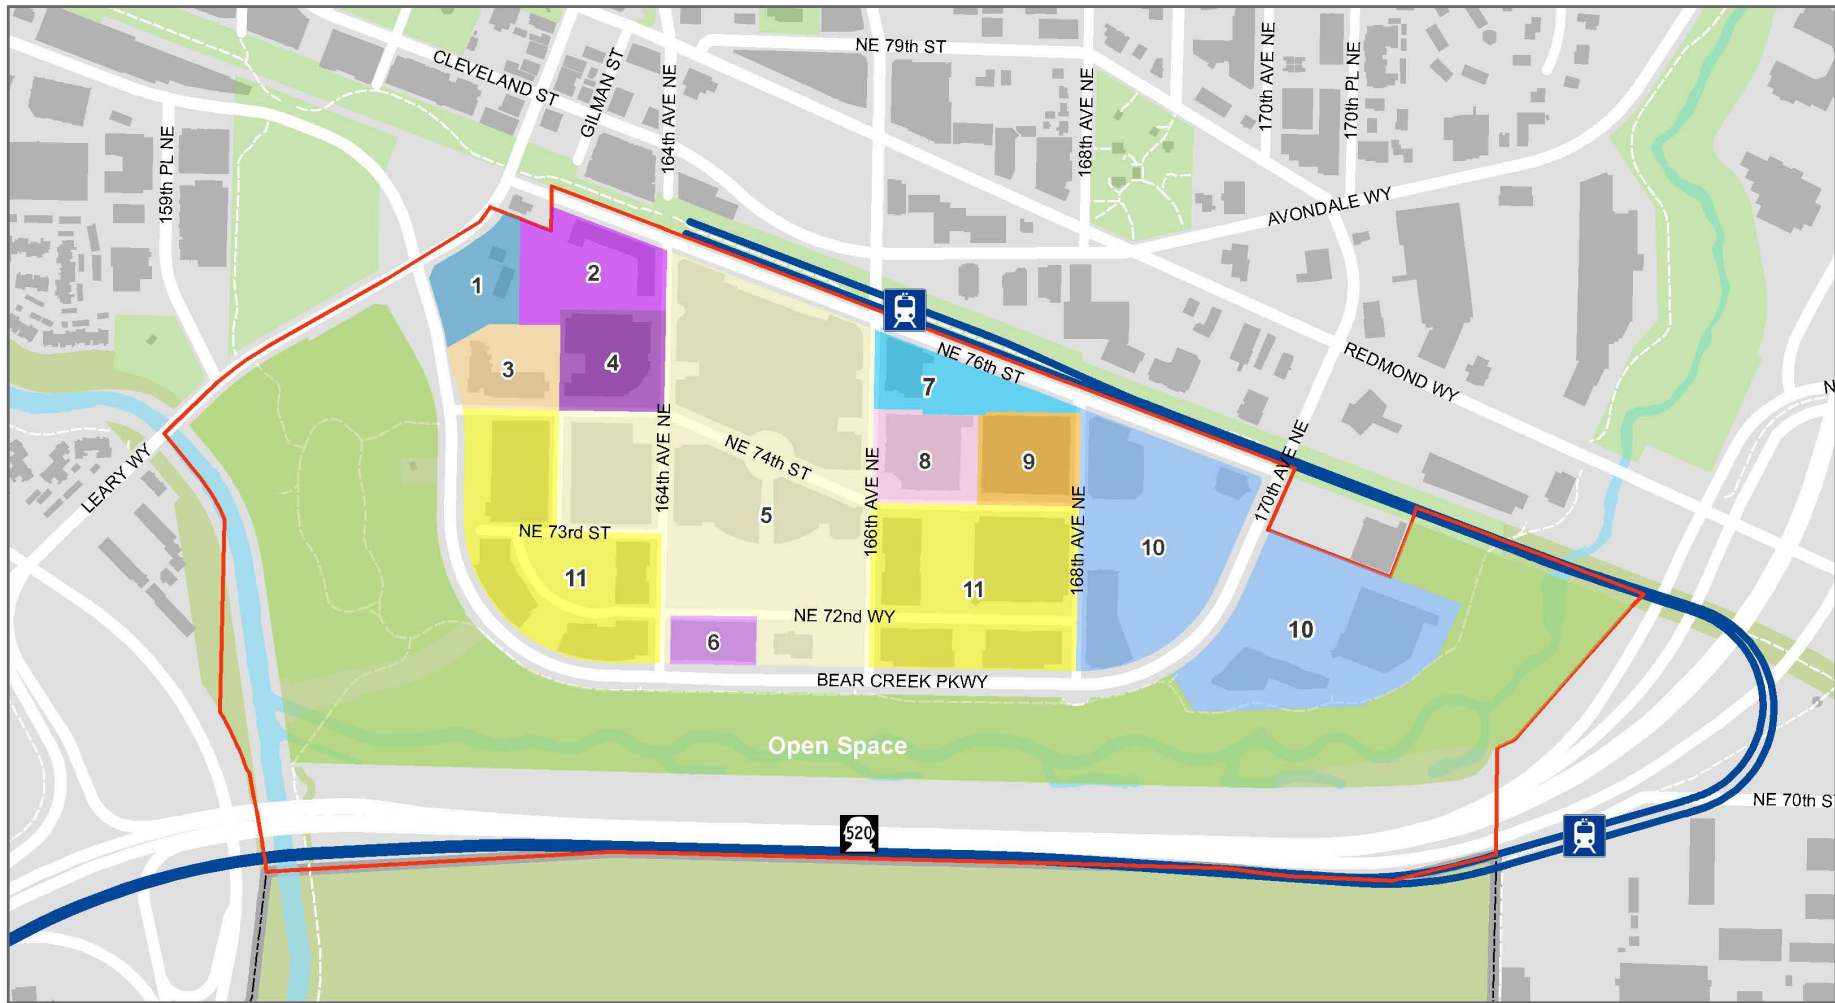 NE 79th ST
CLEVELAND ST
GILMAN ST
164th AVE NE
168th AVE NE
170th AVE NE
170th PL NE
159th PL NE
AVONDALE WY
1
2
3
4
NE 76th ST
7
REDMOND WY
N
LEARY WY
164th AVE NE
NE 74th ST
166th AVE NE
8
9
168th AVE NE
170th AVE NE
5
NE 73rd ST
10
11
11
NE 72nd WY
6
10
BEAR CREEK PKWY
Open Space
520
NE 70th ST